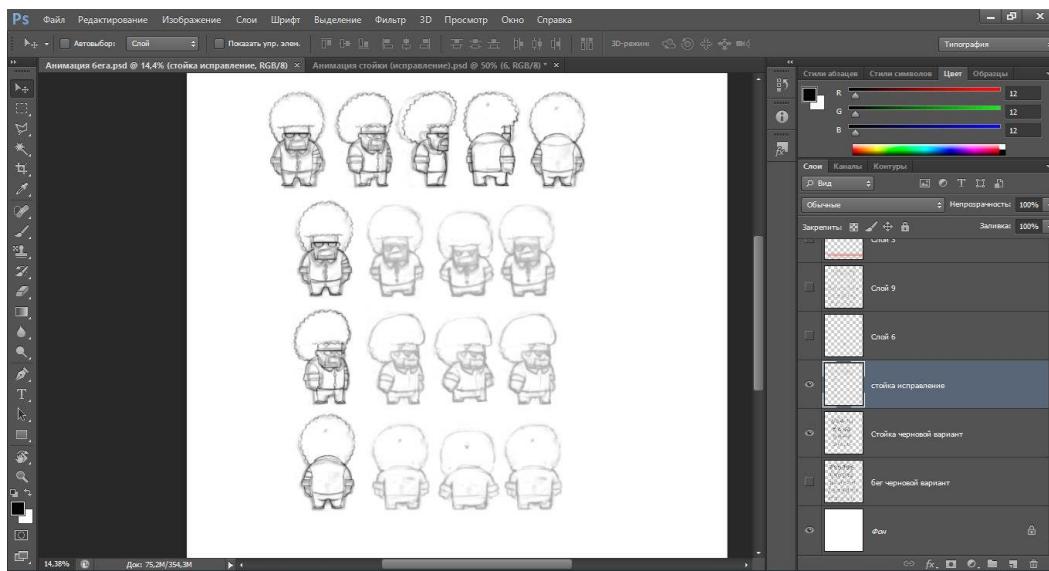 Ps Файл Редактирование Изображение Слои Шрифт Выделение Фильтр 3D Просмотр Окно Справка
Автовыбор: Слой Показать упр. элем. 3D-режим: Типография
Анимация бега.psd @ 14,4% (стойка исправление, RGB/8) × Анимация стойки (исправление).psd @ 50% (6, RGB/8) * ×
Стили абзацев Стили символов Цвет Образцы
R 12
G 12
B 12
Слои Каналы Контуры
Вид
Обычные Непрозрачность: 100%
Закрепить: Заливка: 100%
Слой 3
Слой 9
Слой 6
стойка исправление
Стойка черновой вариант
бег черновой вариант
Фон
14,38% Док: 75,2M/354,3M